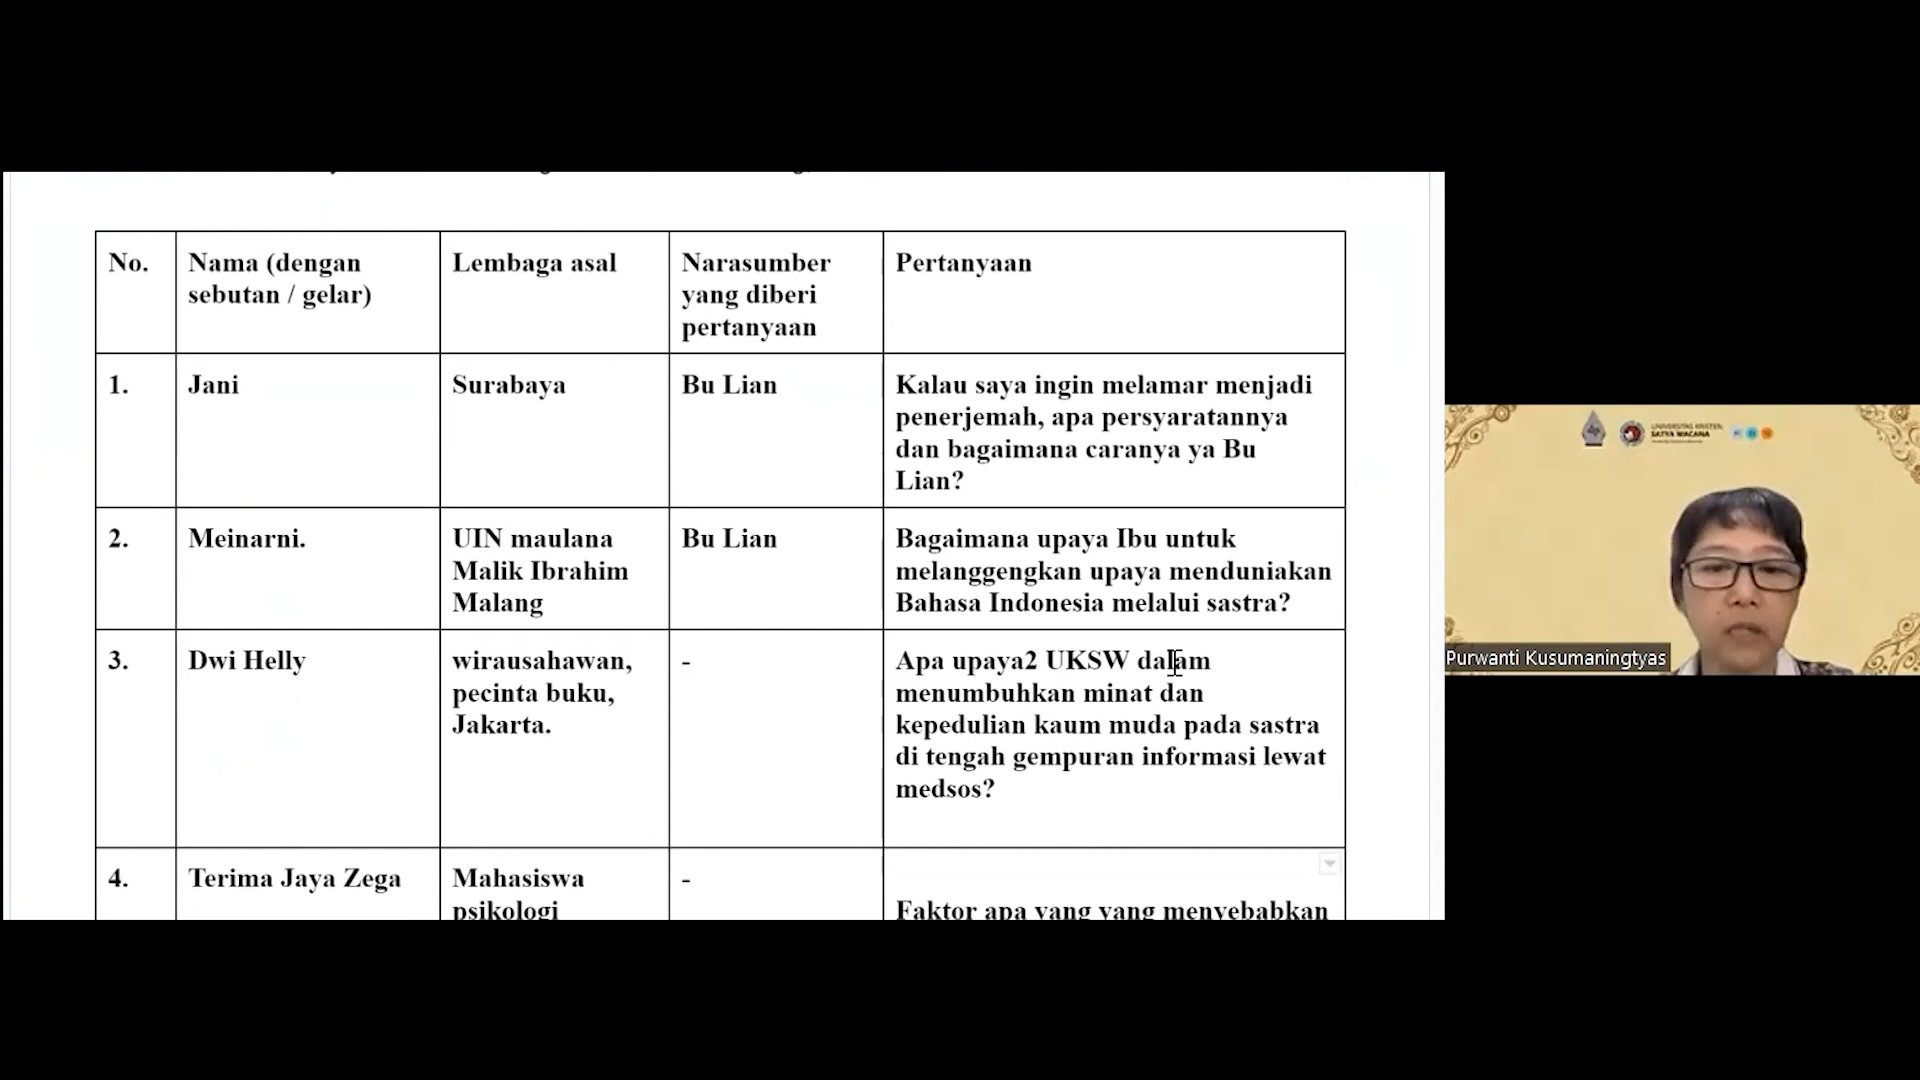 No.
Nama (dengan
sebutan / gelar)
Lembaga asal
Narasumber
yang diberi
pertanyaan
Pertanyaan
1.
Jani
Surabaya
Bu Lian
Kalau saya ingin melamar menjadi
penerjemah, apa persyaratannya
dan bagaimana caranya ya Bu
Lian?
2.
Meinarni.
UIN maulana
Malik Ibrahim
Malang
Bu Lian
Bagaimana upaya Ibu untuk
melanggengkan upaya menduniakan
Bahasa Indonesia melalui sastra?
3.
Dwi Helly
wirausahawan,
pecinta buku,
Jakarta.
-
Apa upaya2 UKSW dalam
menumbuhkan minat dan
kepedulian kaum muda pada sastra
di tengah gempuran informasi lewat
medsos?
4.
Terima Jaya Zega
Mahasiswa
psikologi
-
Faktor apa yang yang menyebabkan
UNIVERSITAS KRISTEN
SATYA WACANA
Purwanti Kusumaningtyas